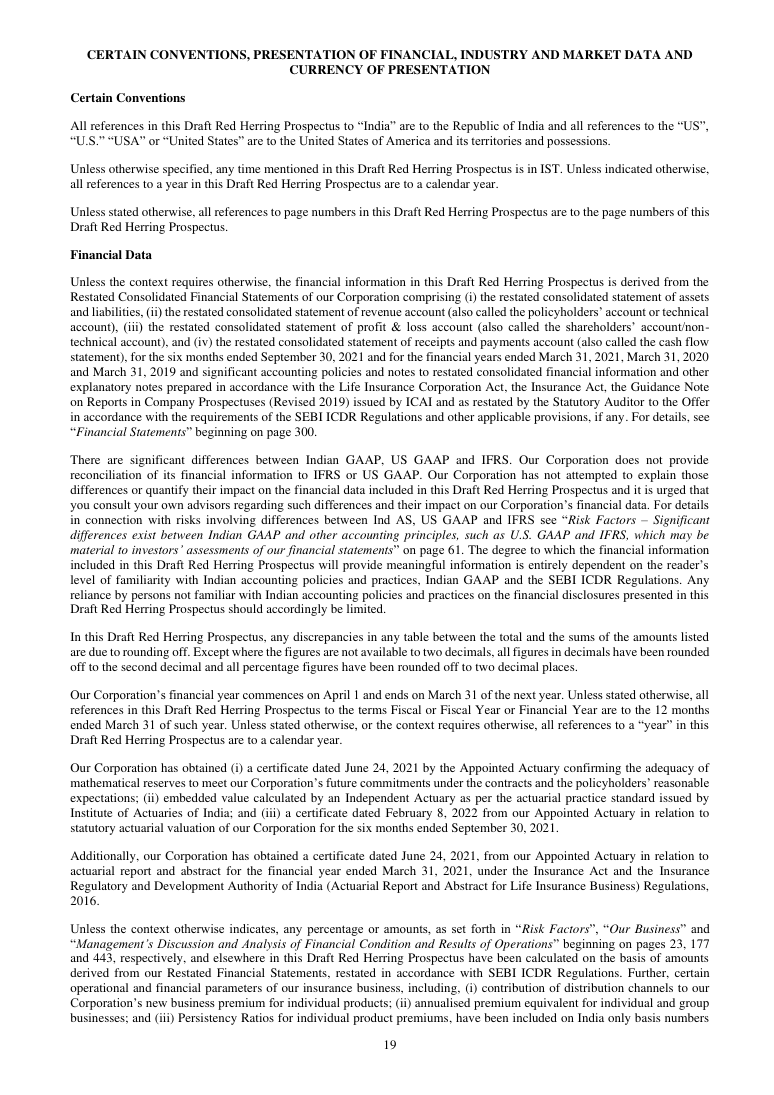 CERTAIN CONVENTIONS, PRESENTATION OF FINANCIAL, INDUSTRY AND MARKET DATA AND
CURRENCY OF PRESENTATION
Certain Conventions
All references in this Draft Red Herring Prospectus to “India” are to the Republic of India and all references to the “US”,
“U.S.” “USA” or “United States” are to the United States of America and its territories and possessions.
Unless otherwise specified, any time mentioned in this Draft Red Herring Prospectus is in IST. Unless indicated otherwise,
all references to a year in this Draft Red Herring Prospectus are to a calendar year.
Unless stated otherwise, all references to page numbers in this Draft Red Herring Prospectus are to the page numbers of this
Draft Red Herring Prospectus.
Financial Data
Unless the context requires otherwise, the financial information in this Draft Red Herring Prospectus is derived from the
Restated Consolidated Financial Statements of our Corporation comprising (i) the restated consolidated statement of assets
and liabilities, (ii) the restated consolidated statement of revenue account (also called the policyholders’ account or technical
account), (iii) the restated consolidated statement of profit & loss account (also called the shareholders’ account/non-
technical account), and (iv) the restated consolidated statement of receipts and payments account (also called the cash flow
statement), for the six months ended September 30, 2021 and for the financial years ended March 31, 2021, March 31, 2020
and March 31, 2019 and significant accounting policies and notes to restated consolidated financial information and other
explanatory notes prepared in accordance with the Life Insurance Corporation Act, the Insurance Act, the Guidance Note
on Reports in Company Prospectuses (Revised 2019) issued by ICAI and as restated by the Statutory Auditor to the Offer
in accordance with the requirements of the SEBI ICDR Regulations and other applicable provisions, if any. For details, see
“Financial Statements” beginning on page 300.
There are significant differences between Indian GAAP, US GAAP and IFRS. Our Corporation does not provide
reconciliation of its financial information to IFRS or US GAAP. Our Corporation has not attempted to explain those
differences or quantify their impact on the financial data included in this Draft Red Herring Prospectus and it is urged that
you consult your own advisors regarding such differences and their impact on our Corporation’s financial data. For details
in connection with risks involving differences between Ind AS, US GAAP and IFRS see “Risk Factors – Significant
differences exist between Indian GAAP and other accounting principles, such as U.S. GAAP and IFRS, which may be
material to investors’ assessments of our financial statements” on page 61. The degree to which the financial information
included in this Draft Red Herring Prospectus will provide meaningful information is entirely dependent on the reader’s
level of familiarity with Indian accounting policies and practices, Indian GAAP and the SEBI ICDR Regulations. Any
reliance by persons not familiar with Indian accounting policies and practices on the financial disclosures presented in this
Draft Red Herring Prospectus should accordingly be limited.
In this Draft Red Herring Prospectus, any discrepancies in any table between the total and the sums of the amounts listed
are due to rounding off. Except where the figures are not available to two decimals, all figures in decimals have been rounded
off to the second decimal and all percentage figures have been rounded off to two decimal places.
Our Corporation’s financial year commences on April 1 and ends on March 31 of the next year. Unless stated otherwise, all
references in this Draft Red Herring Prospectus to the terms Fiscal or Fiscal Year or Financial Year are to the 12 months
ended March 31 of such year. Unless stated otherwise, or the context requires otherwise, all references to a “year” in this
Draft Red Herring Prospectus are to a calendar year.
Our Corporation has obtained (i) a certificate dated June 24, 2021 by the Appointed Actuary confirming the adequacy of
mathematical reserves to meet our Corporation’s future commitments under the contracts and the policyholders’ reasonable
expectations; (ii) embedded value calculated by an Independent Actuary as per the actuarial practice standard issued by
Institute of Actuaries of India; and (iii) a certificate dated February 8, 2022 from our Appointed Actuary in relation to
statutory actuarial valuation of our Corporation for the six months ended September 30, 2021.
Additionally, our Corporation has obtained a certificate dated June 24, 2021, from our Appointed Actuary in relation to
actuarial report and abstract for the financial year ended March 31, 2021, under the Insurance Act and the Insurance
Regulatory and Development Authority of India (Actuarial Report and Abstract for Life Insurance Business) Regulations,
2016.
Unless the context otherwise indicates, any percentage or amounts, as set forth in “Risk Factors”, “Our Business” and
“Management’s Discussion and Analysis of Financial Condition and Results of Operations” beginning on pages 23, 177
and 443, respectively, and elsewhere in this Draft Red Herring Prospectus have been calculated on the basis of amounts
derived from our Restated Financial Statements, restated in accordance with SEBI ICDR Regulations. Further, certain
operational and financial parameters of our insurance business, including, (i) contribution of distribution channels to our
Corporation’s new business premium for individual products; (ii) annualised premium equivalent for individual and group
businesses; and (iii) Persistency Ratios for individual product premiums, have been included on India only basis numbers
19